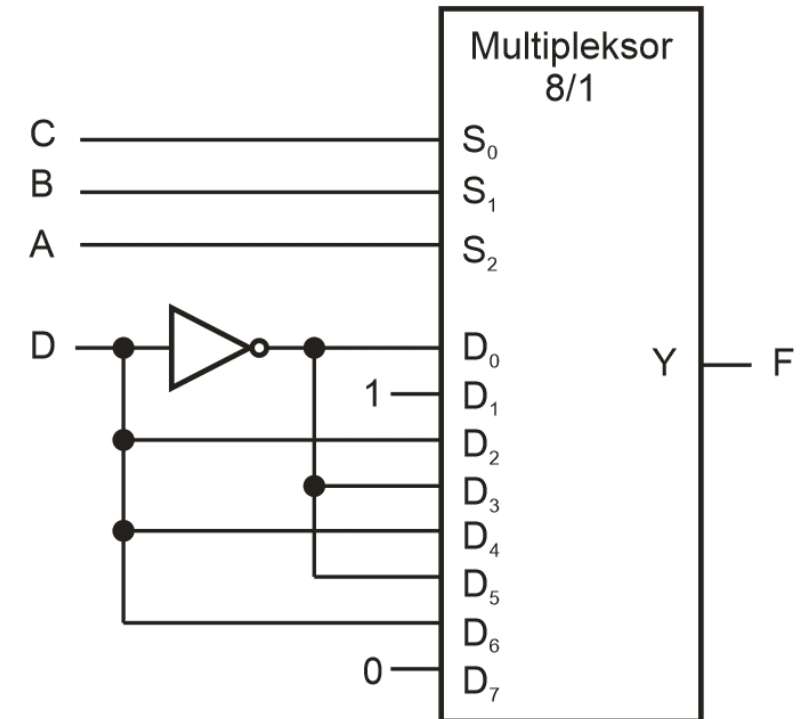 Multipleksor
8/1
C
S₀
B
S₁
A
S₂
D
D₀
Y
F
1
D₁
D₂
D₃
D₄
D₅
D₆
0
D₇